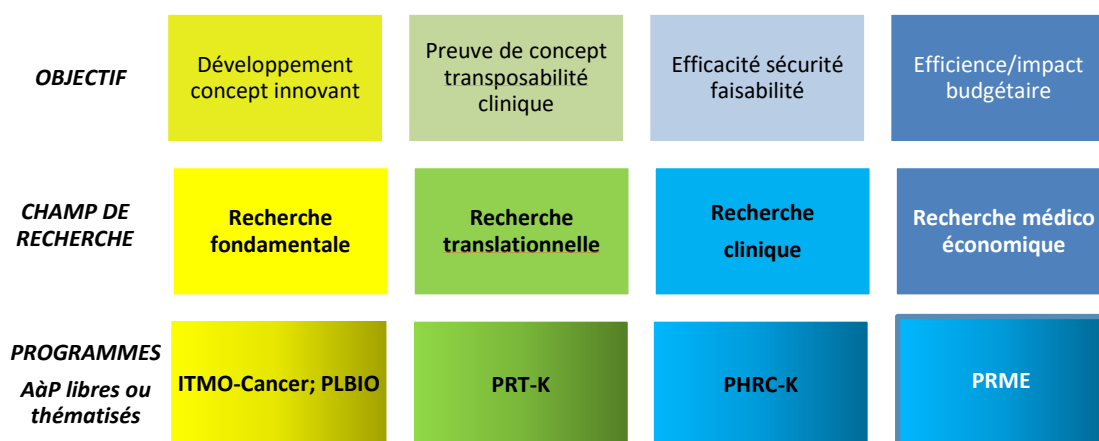 OBJECTIF
Développement
concept innovant
Preuve de concept
transposabilité
clinique
Efficacité sécurité
faisabilité
Efficience/impact
budgétaire
CHAMP DE
RECHERCHE
Recherche
fondamentale
Recherche
translationnelle
Recherche
clinique
Recherche médico
économique
PROGRAMMES
AàP libres ou
thématisés
ITMO-Cancer; PLBIO
PRT-K
PHRC-K
PRME